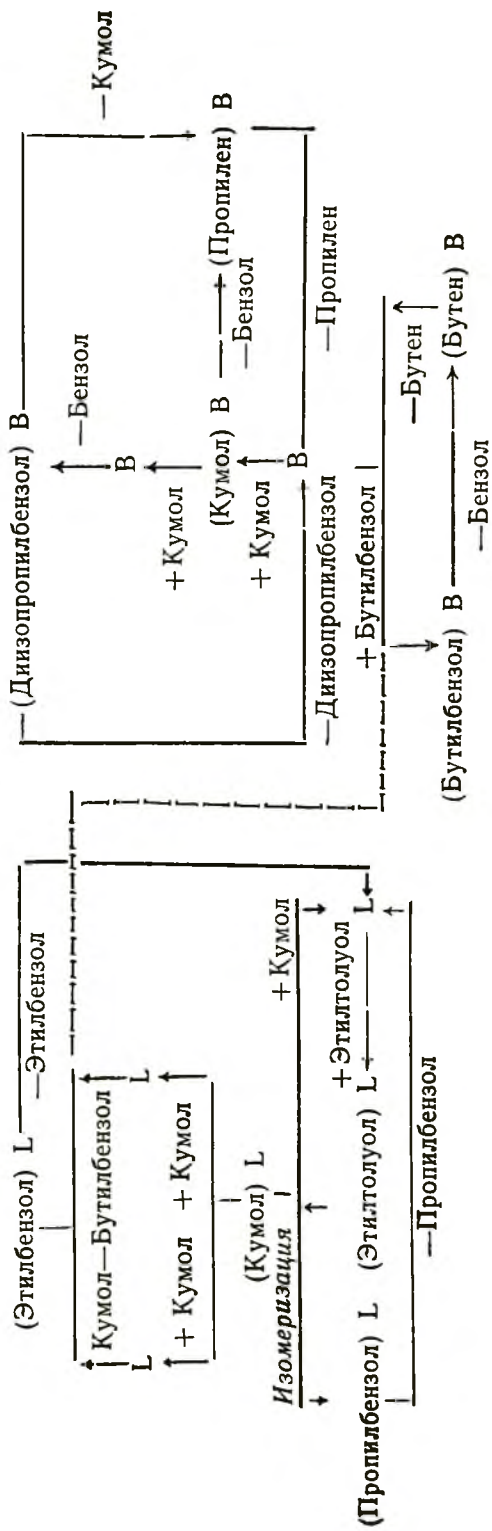 (Этилбензол) L
—Этилбензол
Кумол—Бутилбензол
L L
+ Кумол + Кумол
(Кумол) L
Изомеризация + Кумол
L
+ Этилтолуол
(Пропилбензол) L (Этилтолуол) L
—Пропилбензол
—(Диизопропилбензол) В
—Кумол
—Бензол
В
+ Кумол
(Кумол) В (Пропилен) В
+ Кумол —Бензол
В
—Диизопропилбензол —Пропилен
+ Бутилбензол
—Бутен
(Бутилбензол) В (Бутен) В
—Бензол